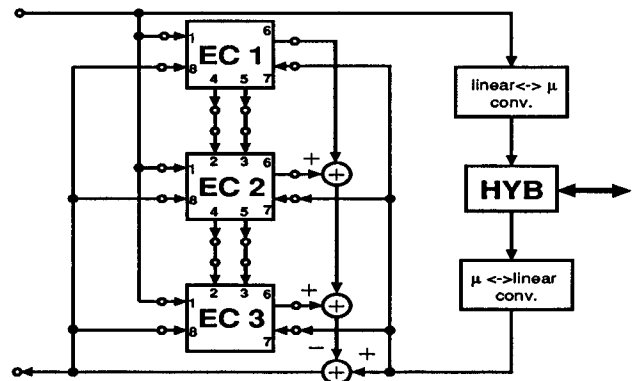 1 EC 1 6
8 4 5 7
linear<-> µ
conv.
2 3
1 EC 2 6 + +
8 4 5 7
HYB
2 3
1 EC 3 6 + +
8 7
µ <->linear
conv.
− +
+